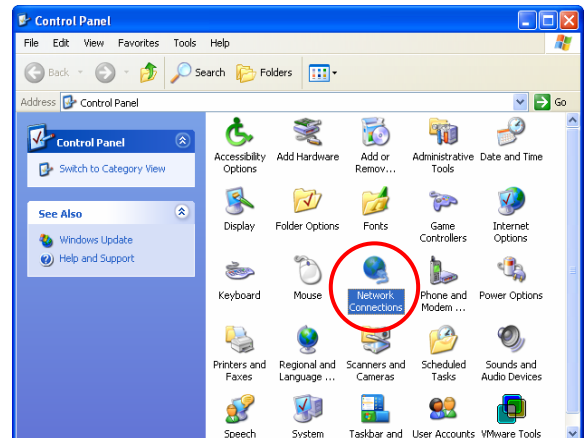 Control Panel
File Edit View Favorites Tools Help
Back Search Folders
Address Control Panel Go
Control Panel
Switch to Category View
See Also
Windows Update
Help and Support
Accessibility Options
Add Hardware
Add or Remov...
Administrative Tools
Date and Time
Display
Folder Options
Fonts
Game Controllers
Internet Options
Keyboard
Mouse
Network Connections
Phone and Modem ...
Power Options
Printers and Faxes
Regional and Language ...
Scanners and Cameras
Scheduled Tasks
Sounds and Audio Devices
Speech
System
Taskbar and
User Accounts
VMware Tools